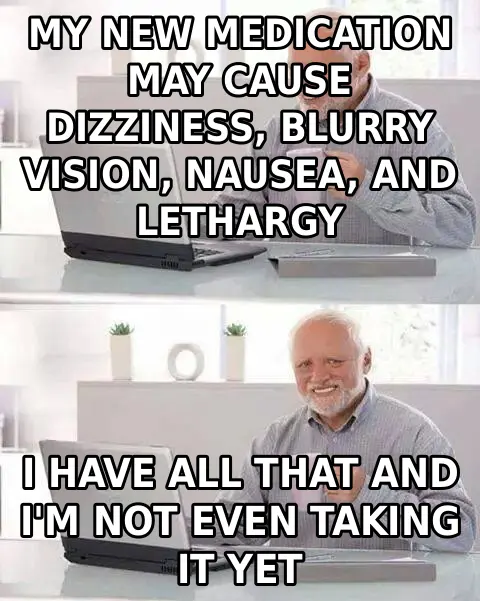 MY NEW MEDICATION
MAY CAUSE
DIZZINESS, BLURRY
VISION, NAUSEA, AND
LETHARGY
I HAVE ALL THAT AND
I'M NOT EVEN TAKING
IT YET